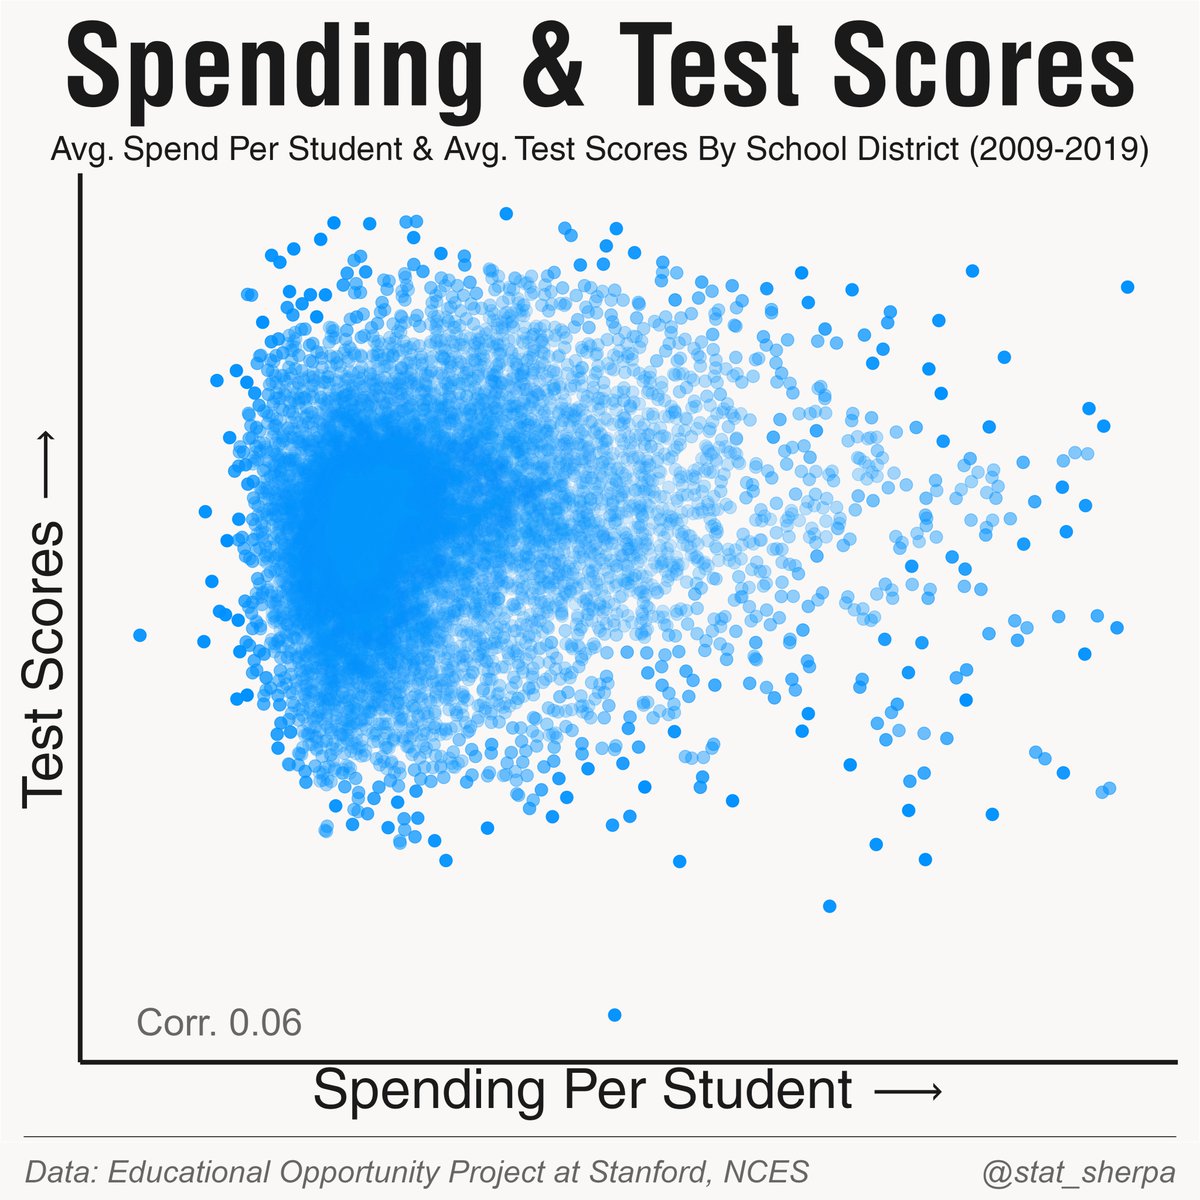 Spending & Test Scores
Avg. Spend Per Student & Avg. Test Scores By School District (2009-2019)
Test Scores ⟶
Corr. 0.06
Spending Per Student ⟶
Data: Educational Opportunity Project at Stanford, NCES
@stat_sherpa